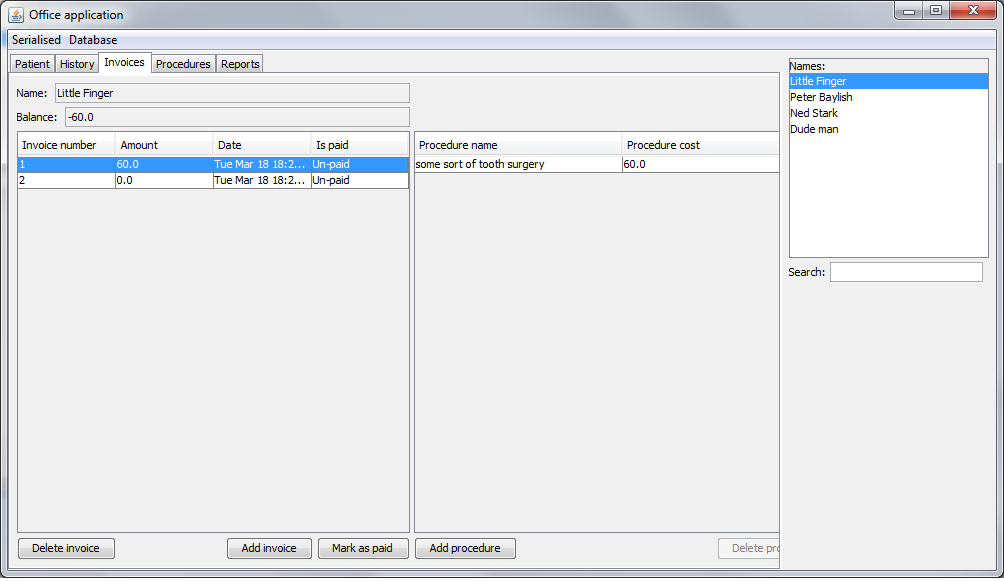 Office application
Serialised Database
Patient History Invoices Procedures Reports
Name: Little Finger
Balance: -60.0
Invoice number Amount Date Is paid
1 60.0 Tue Mar 18 18:2... Un-paid
2 0.0 Tue Mar 18 18:2... Un-paid
Procedure name Procedure cost
some sort of tooth surgery 60.0
Delete invoice Add invoice Mark as paid Add procedure Delete pro
Names:
Little Finger
Peter Baylish
Ned Stark
Dude man
Search: